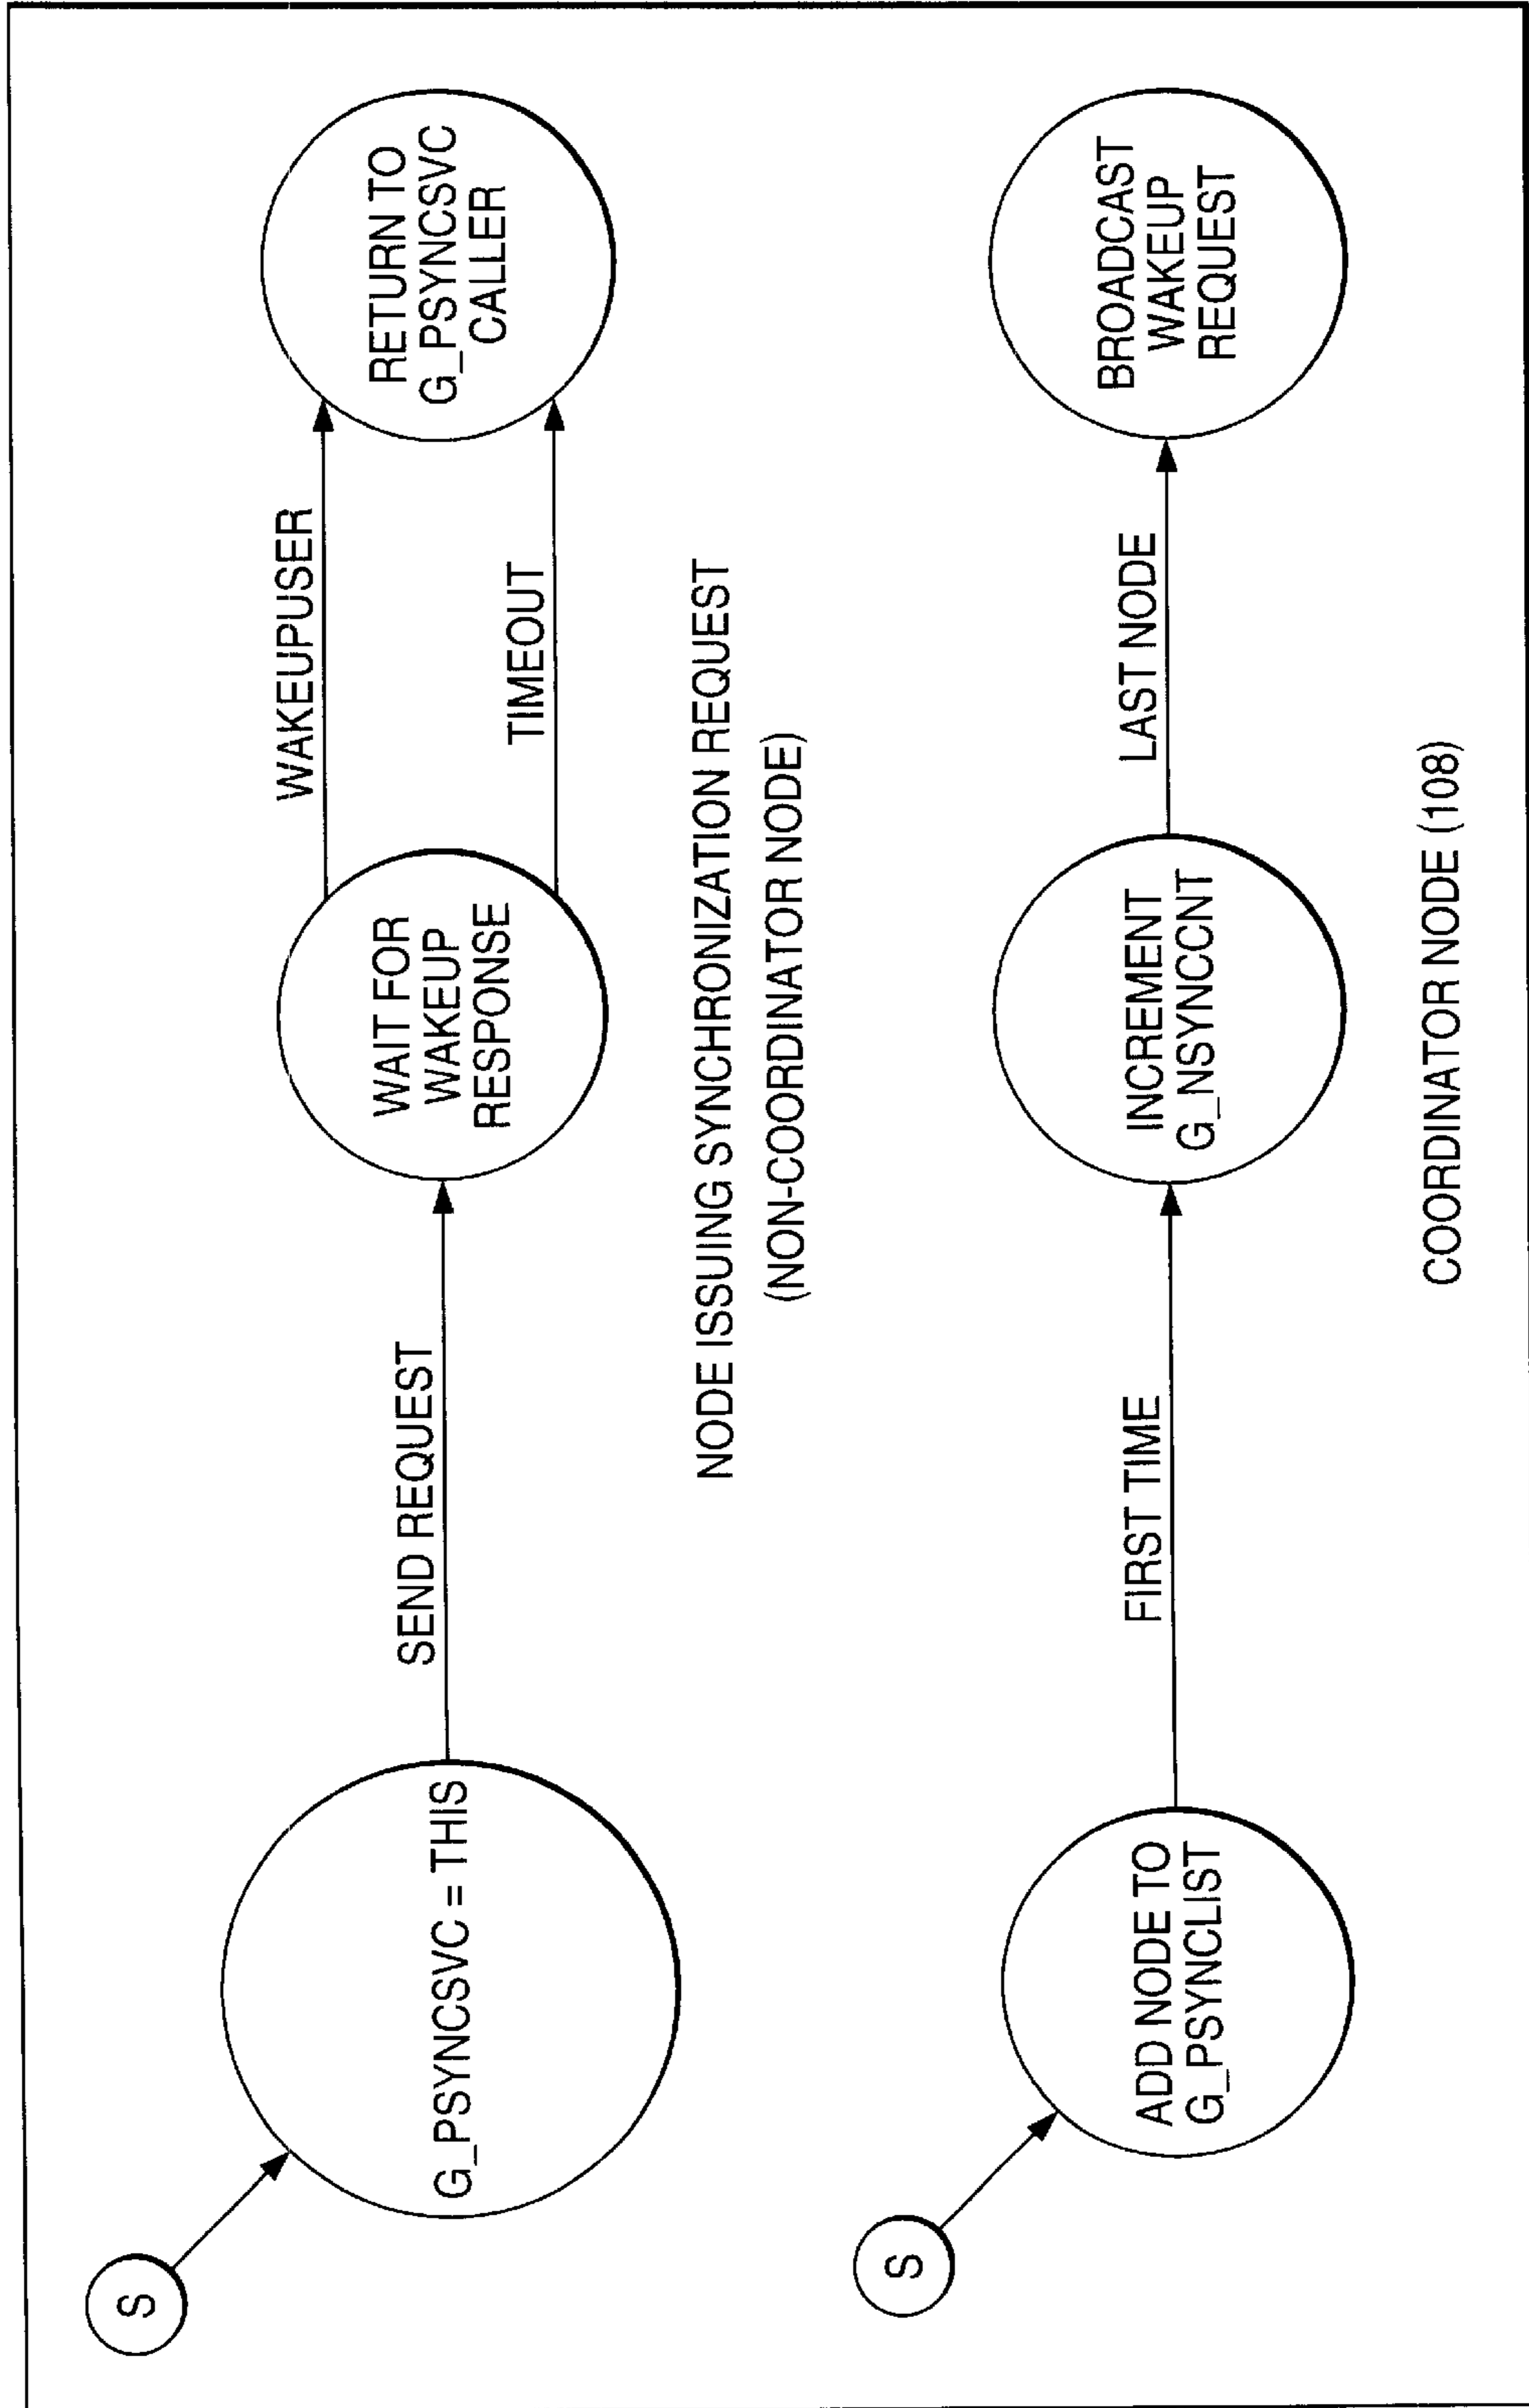 S
G_PSYNCSVC = THIS
SEND REQUEST
WAIT FOR
WAKEUP
RESPONSE
WAKEUPUSER
TIMEOUT
RETURN TO
G_PSYNCSVC
CALLER
NODE ISSUING SYNCHRONIZATION REQUEST
(NON-COORDINATOR NODE)
S
ADD NODE TO
G_PSYNCLIST
FIRST TIME
INCREMENT
G_NSYNCCNT
LAST NODE
BROADCAST
WAKEUP
REQUEST
COORDINATOR NODE (108)